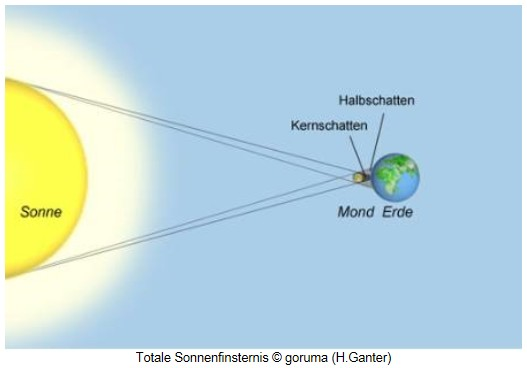 Halbschatten
Kernschatten
Sonne
Mond Erde
Totale Sonnenfinsternis © goruma (H.Ganter)